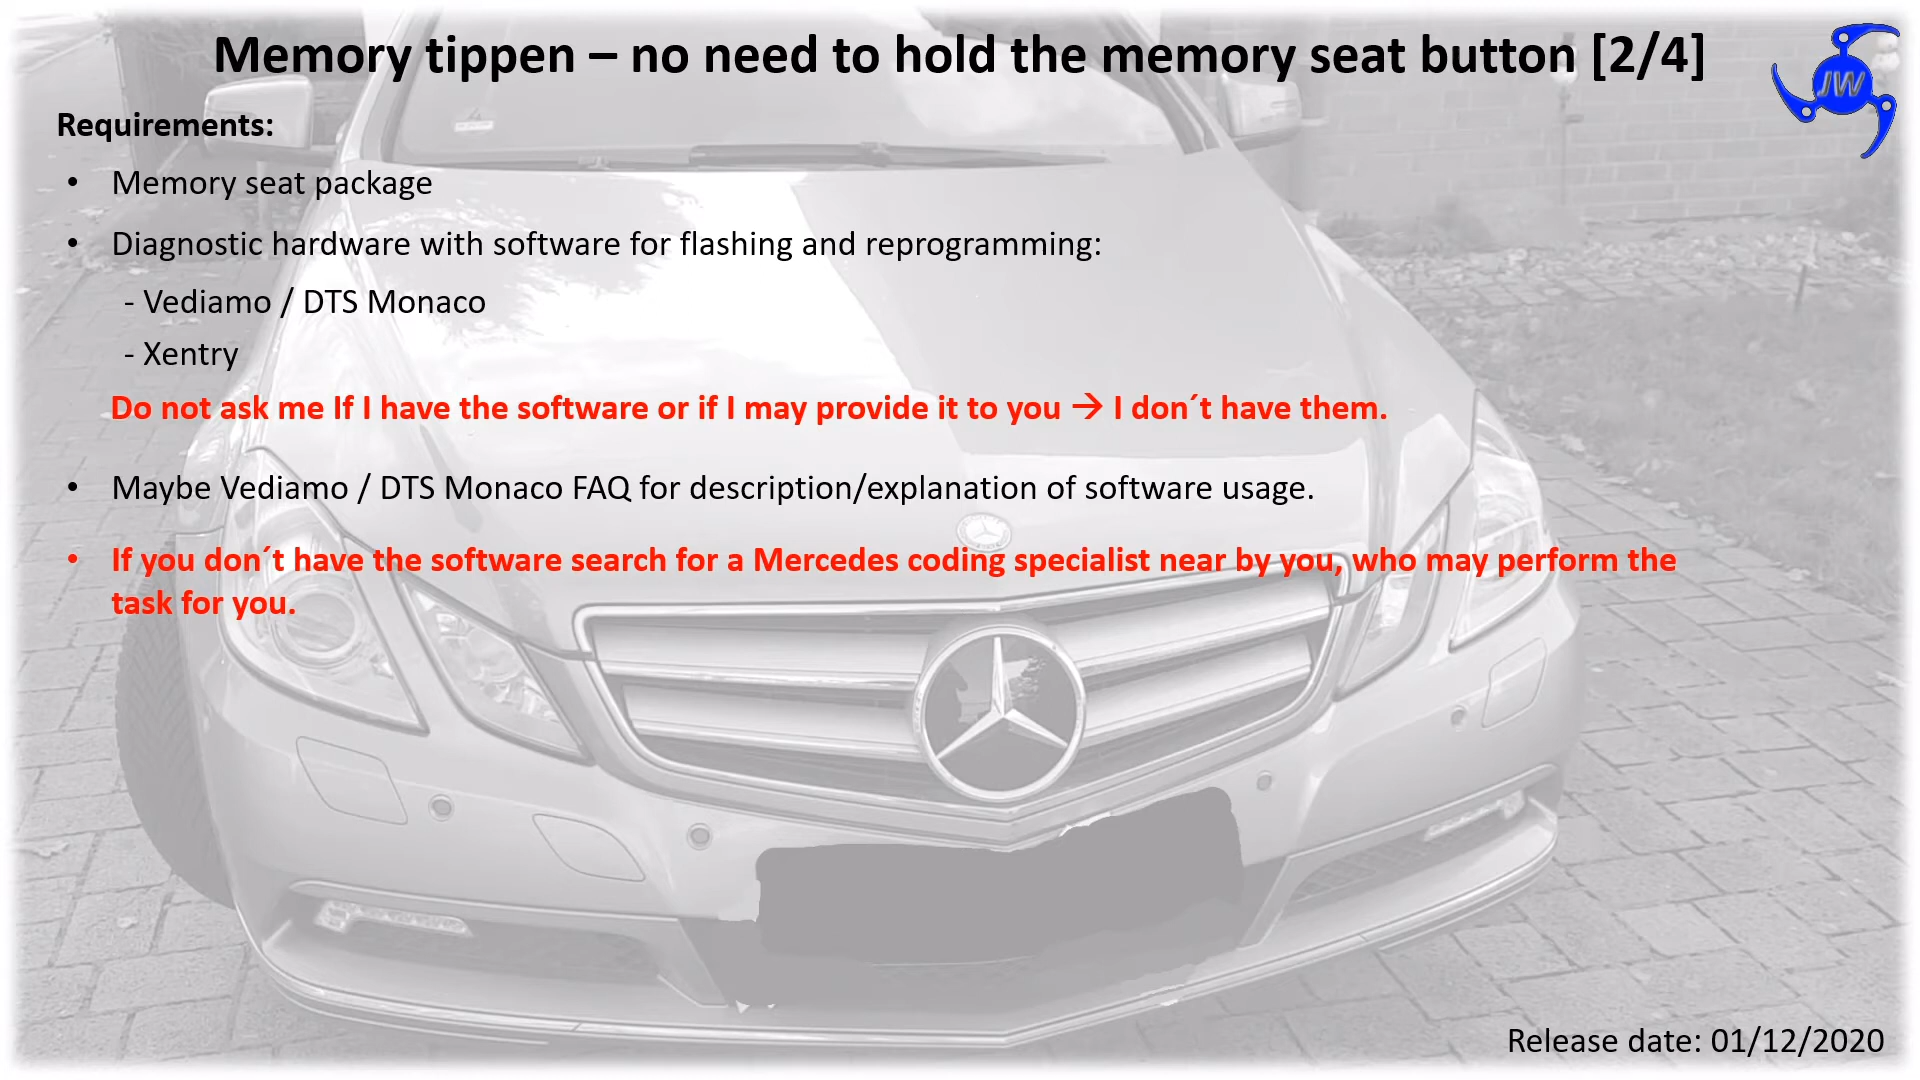 Memory tippen – no need to hold the memory seat button [2/4]
JW
Requirements:
• Memory seat package
• Diagnostic hardware with software for flashing and reprogramming:
- Vediamo / DTS Monaco
- Xentry
Do not ask me If I have the software or if I may provide it to you → I don´t have them.
• Maybe Vediamo / DTS Monaco FAQ for description/explanation of software usage.
• If you don´t have the software search for a Mercedes coding specialist near by you, who may perform the
task for you.
Release date: 01/12/2020